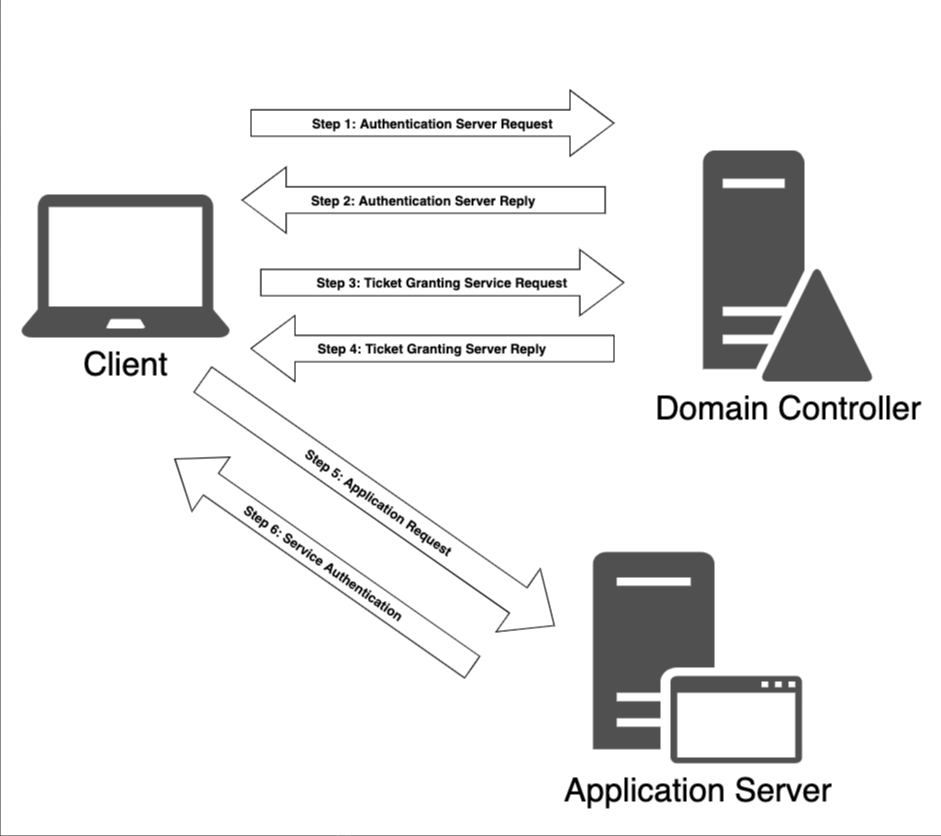 Step 1: Authentication Server Request
Step 2: Authentication Server Reply
Step 3: Ticket Granting Service Request
Step 4: Ticket Granting Server Reply
Client
Domain Controller
Step 5: Application Request
Step 6: Service Authentication
Application Server